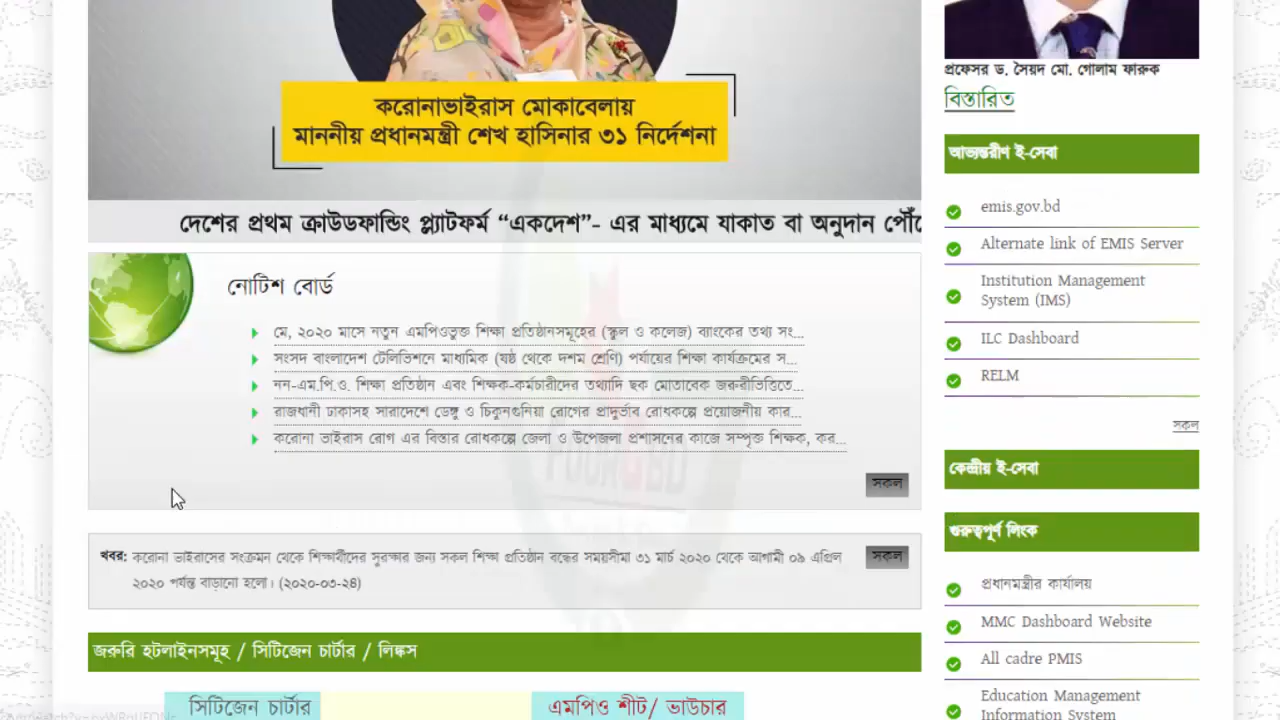 করোনাভাইরাস মোকাবেলায়
মাননীয় প্রধানমন্ত্রী শেখ হাসিনার ৩১ নির্দেশনা
দেশের প্রথম ক্রাউডফান্ডিং প্ল্যাটফর্ম “একদেশ”- এর মাধ্যমে যাকাত বা অনুদান পৌঁ
নোটিশ বোর্ড
মে, ২০২০ মাসে নতুন এমপিওভুক্ত শিক্ষা প্রতিষ্ঠানসমূহের (স্কুল ও কলেজ) ব্যাংকের তথ্য সং...
সংসদ বাংলাদেশ টেলিভিশনে মাধ্যমিক (ষষ্ঠ থেকে দশম শ্রেণি) পর্যায়ের শিক্ষা কার্যক্রমের স...
নন-এম.পি.ও. শিক্ষা প্রতিষ্ঠান এবং শিক্ষক-কর্মচারীদের তথ্যাদি ছক মোতাবেক জরুরীভিত্তিতে...
রাজধানী ঢাকাসহ সারাদেশে ডেঙ্গু ও চিকুনগুনিয়া রোগের প্রাদুর্ভাব রোধকল্পে প্রয়োজনীয় কার...
করোনা ভাইরাস রোগ এর বিস্তার রোধকল্পে জেলা ও উপেজলা প্রশাসনের কাজে সম্পৃক্ত শিক্ষক, কর...
সকল
খবর: করোনা ভাইরাসের সংক্রমন থেকে শিক্ষার্থীদের সুরক্ষার জন্য সকল শিক্ষা প্রতিষ্ঠান বন্ধের সময়সীমা ৩১ মার্চ ২০২০ থেকে আগামী ০৯ এপ্রিল
২০২০ পর্যন্ত বাড়ানো হলো। (২০২০-০৩-২৪)
সকল
জরুরি হটলাইনসমূহ / সিটিজেন চার্টার / লিঙ্কস
সিটিজেন চার্টার
এমপিও শীট/ ভাউচার
প্রফেসর ড. সৈয়দ মো. গোলাম ফারুক
বিস্তারিত
আভ্যন্তরীণ ই-সেবা
emis.gov.bd
Alternate link of EMIS Server
Institution Management
System (IMS)
ILC Dashboard
RELM
সকল
কেন্দ্রীয় ই-সেবা
গুরুত্বপূর্ণ লিংক
প্রধানমন্ত্রীর কার্যালয়
MMC Dashboard Website
All cadre PMIS
Education Management
Information System